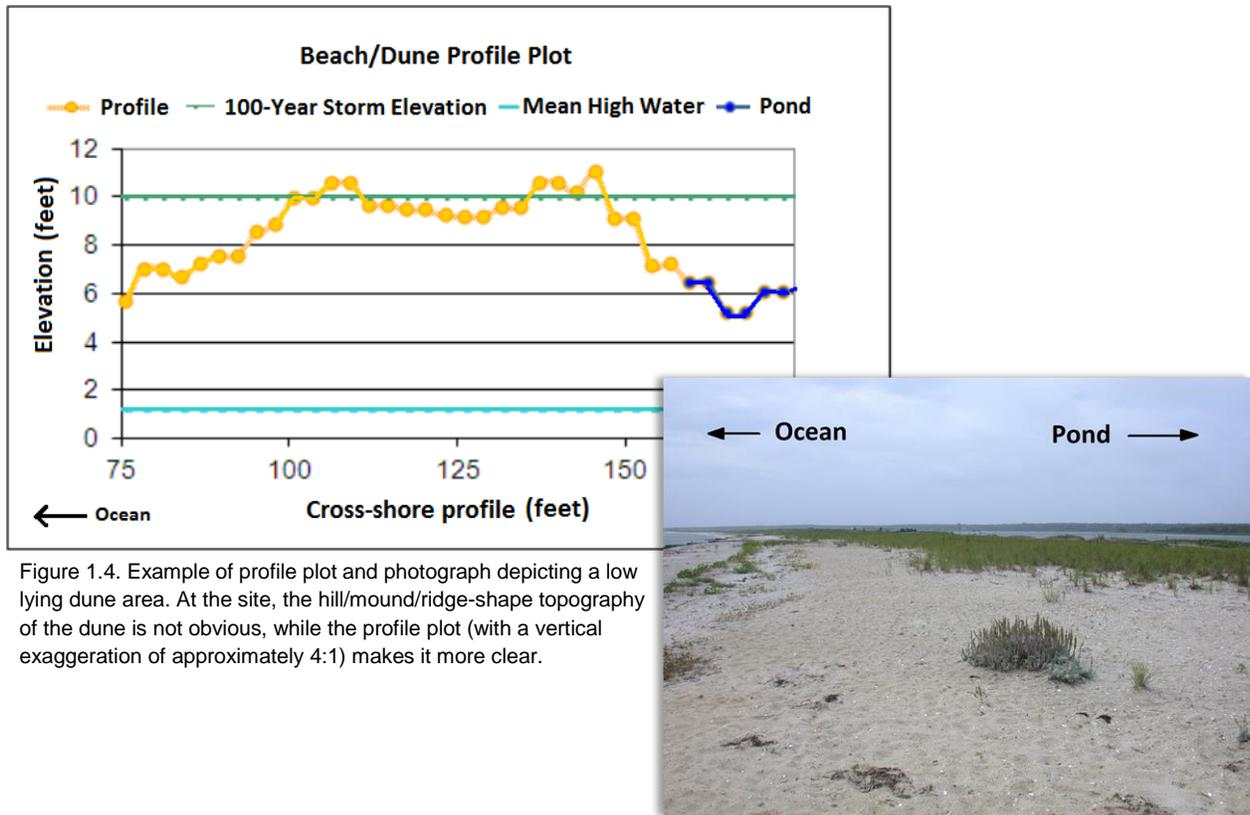 Beach/Dune Profile Plot
Profile 100-Year Storm Elevation Mean High Water Pond
12
10
8
6
4
2
0
Elevation (feet)
75 100 125 150
Cross-shore profile (feet)
Ocean
Ocean Pond
Figure 1.4. Example of profile plot and photograph depicting a low
lying dune area. At the site, the hill/mound/ridge-shape topography
of the dune is not obvious, while the profile plot (with a vertical
exaggeration of approximately 4:1) makes it more clear.